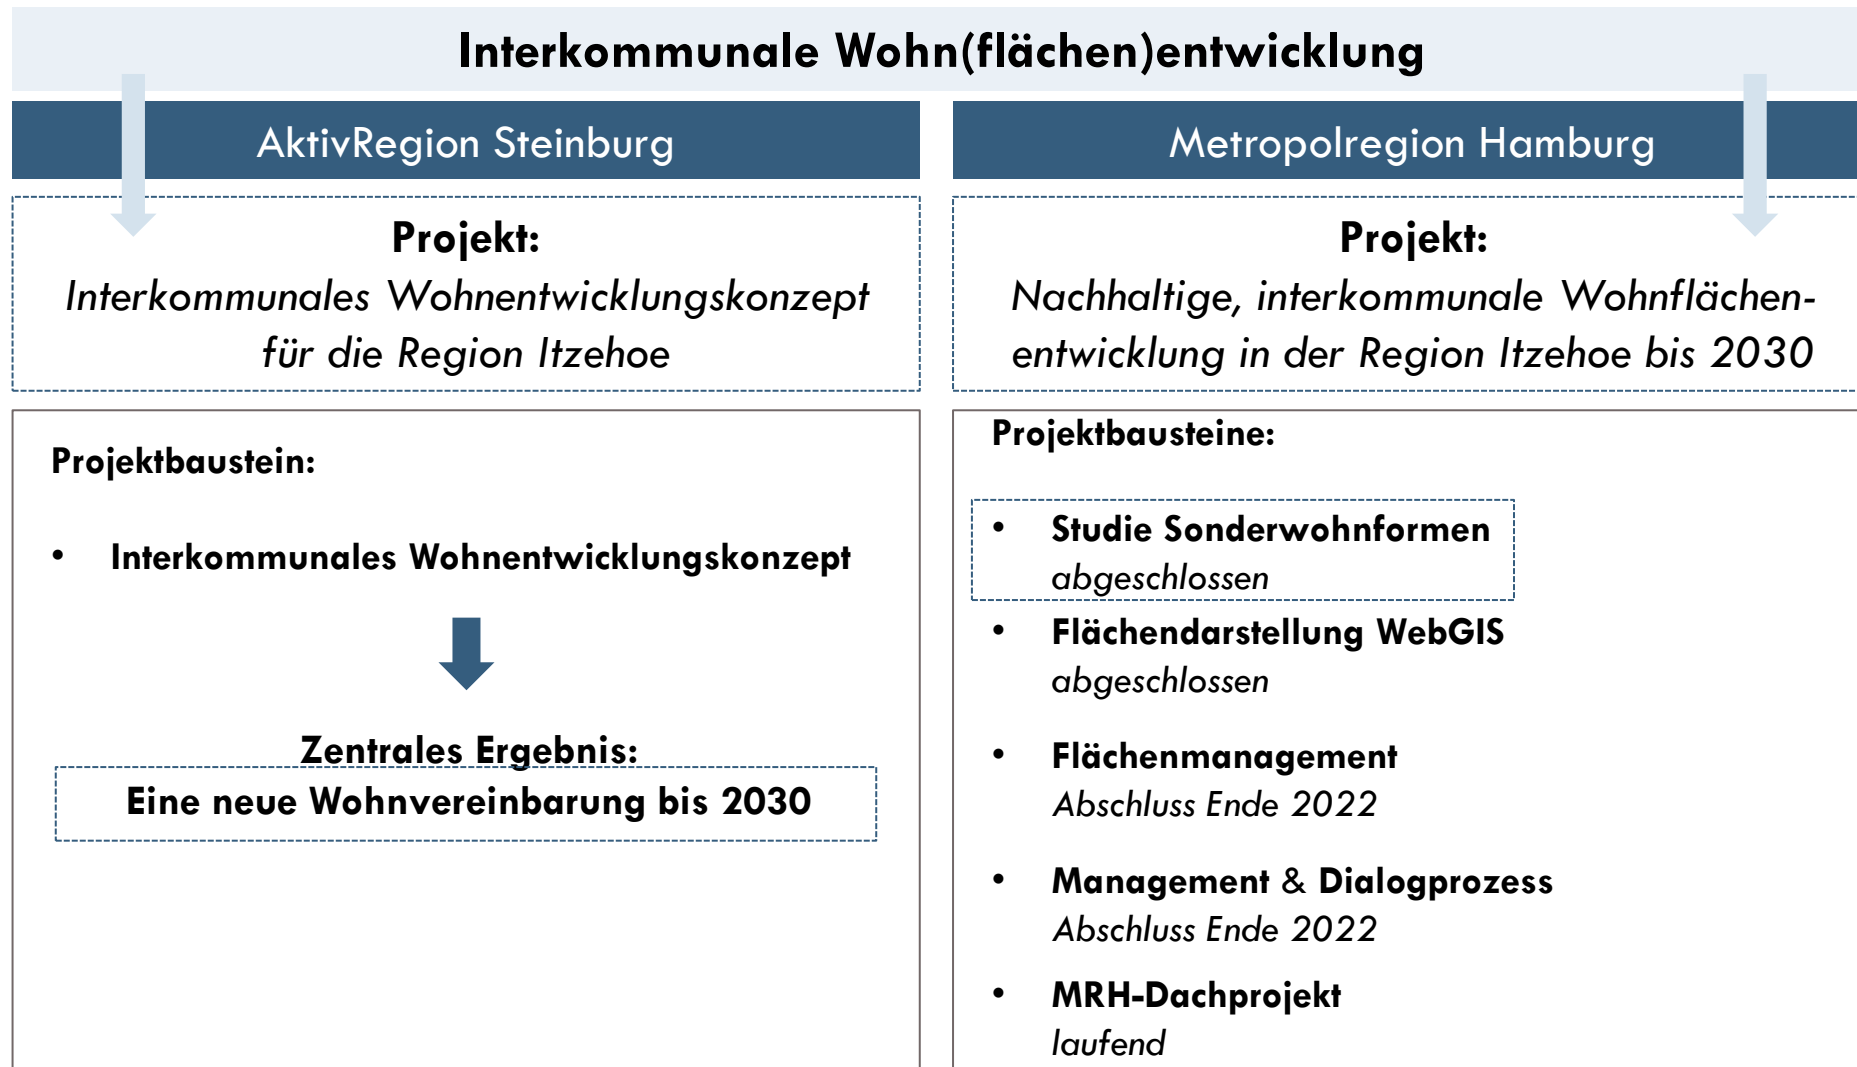 Interkommunale Wohn(flächen)entwicklung
AktivRegion Steinburg
Projekt:
Interkommunales Wohnentwicklungskonzept
für die Region Itzehoe
Projektbaustein:
• Interkommunales Wohnentwicklungskonzept
Zentrales Ergebnis:
Eine neue Wohnvereinbarung bis 2030
Metropolregion Hamburg
Projekt:
Nachhaltige, interkommunale Wohnflächen-
entwicklung in der Region Itzehoe bis 2030
Projektbausteine:
• Studie Sonderwohnformen
abgeschlossen
• Flächendarstellung WebGIS
abgeschlossen
• Flächenmanagement
Abschluss Ende 2022
• Management & Dialogprozess
Abschluss Ende 2022
• MRH-Dachprojekt
laufend